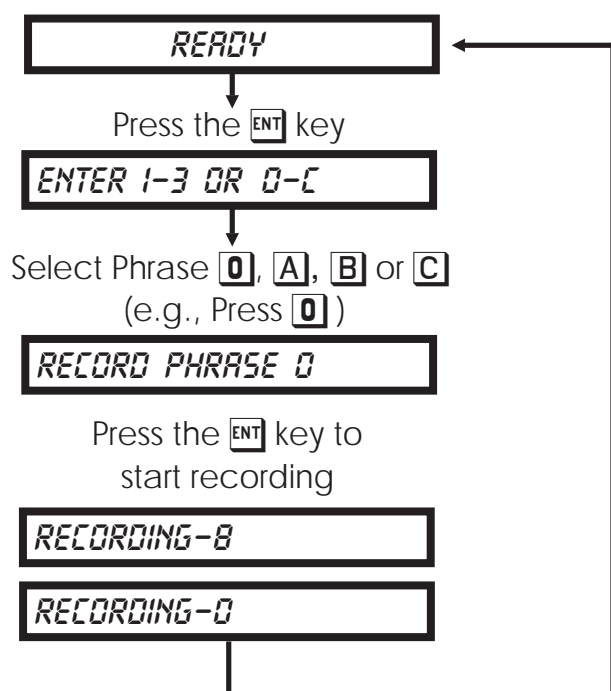 READY
Press the ENT key
ENTER 1-3 OR 0-C
Select Phrase 0, A, B or C
(e.g., Press 0)
RECORD PHRASE 0
Press the ENT key to
start recording
RECORDING-8
RECORDING-0